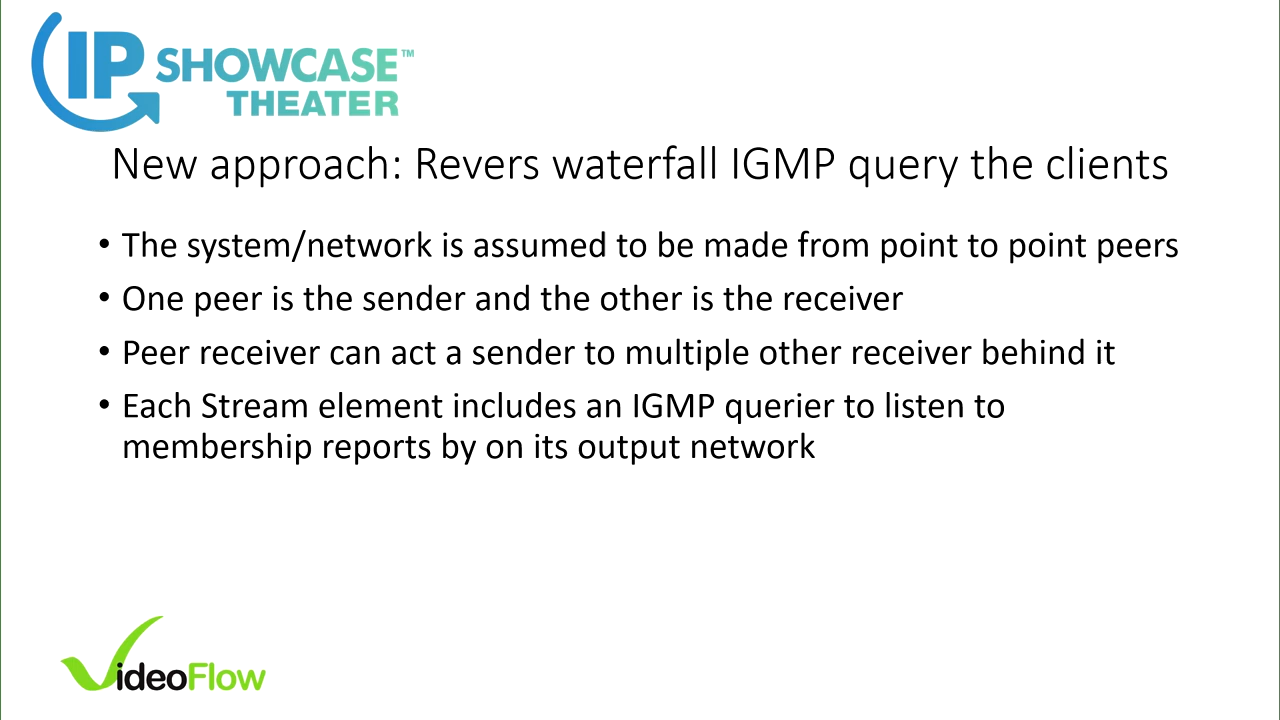 IP SHOWCASE™
THEATER
New approach: Revers waterfall IGMP query the clients
• The system/network is assumed to be made from point to point peers
• One peer is the sender and the other is the receiver
• Peer receiver can act a sender to multiple other receiver behind it
• Each Stream element includes an IGMP querier to listen to
membership reports by on its output network
VideoFlow